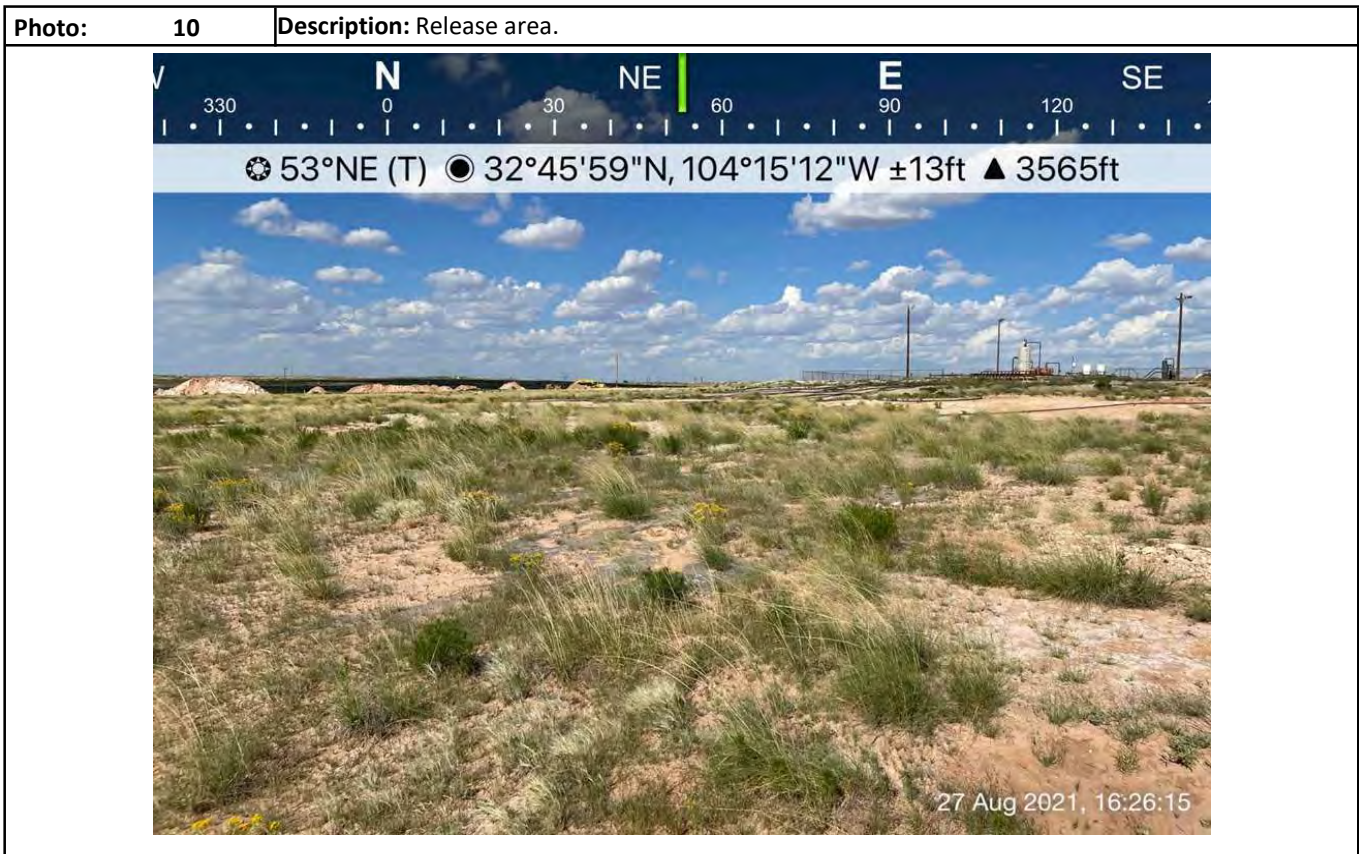 Photo: 10 Description: Release area.
N NE E SE
330 0 30 60 90 120
53°NE (T) 32°45'59"N, 104°15'12"W ±13ft ▲ 3565ft
27 Aug 2021, 16:26:15